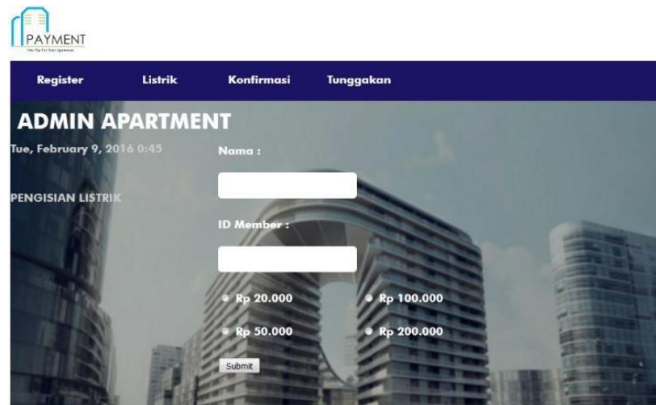 PAYMENT
Register Listrik Konfirmasi Tunggakan
ADMIN APARTMENT
Tue, February 9, 2016 0:45
PENGISIAN LISTRIK
Nama :
ID Member :
Rp 20.000 Rp 100.000
Rp 50.000 Rp 200.000
Submit